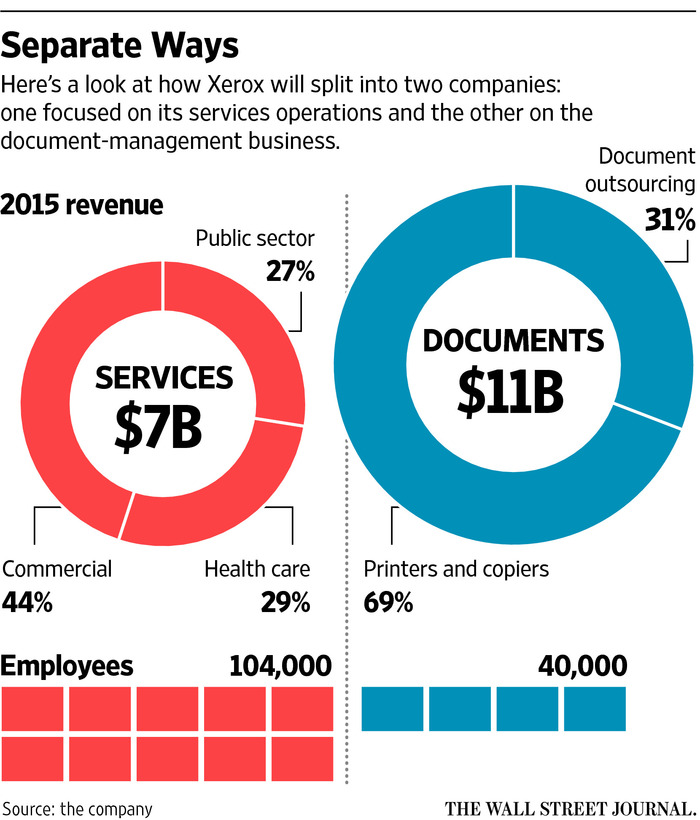 Separate Ways
Here's a look at how Xerox will split into two companies:
one focused on its services operations and the other on the
document-management business.
2015 revenue
Public sector
27%
SERVICES
$7B
Commercial
44%
Health care
29%
Document
outsourcing
31%
DOCUMENTS
$11B
Printers and copiers
69%
Employees
104,000
40,000
Source: the company
THE WALL STREET JOURNAL.